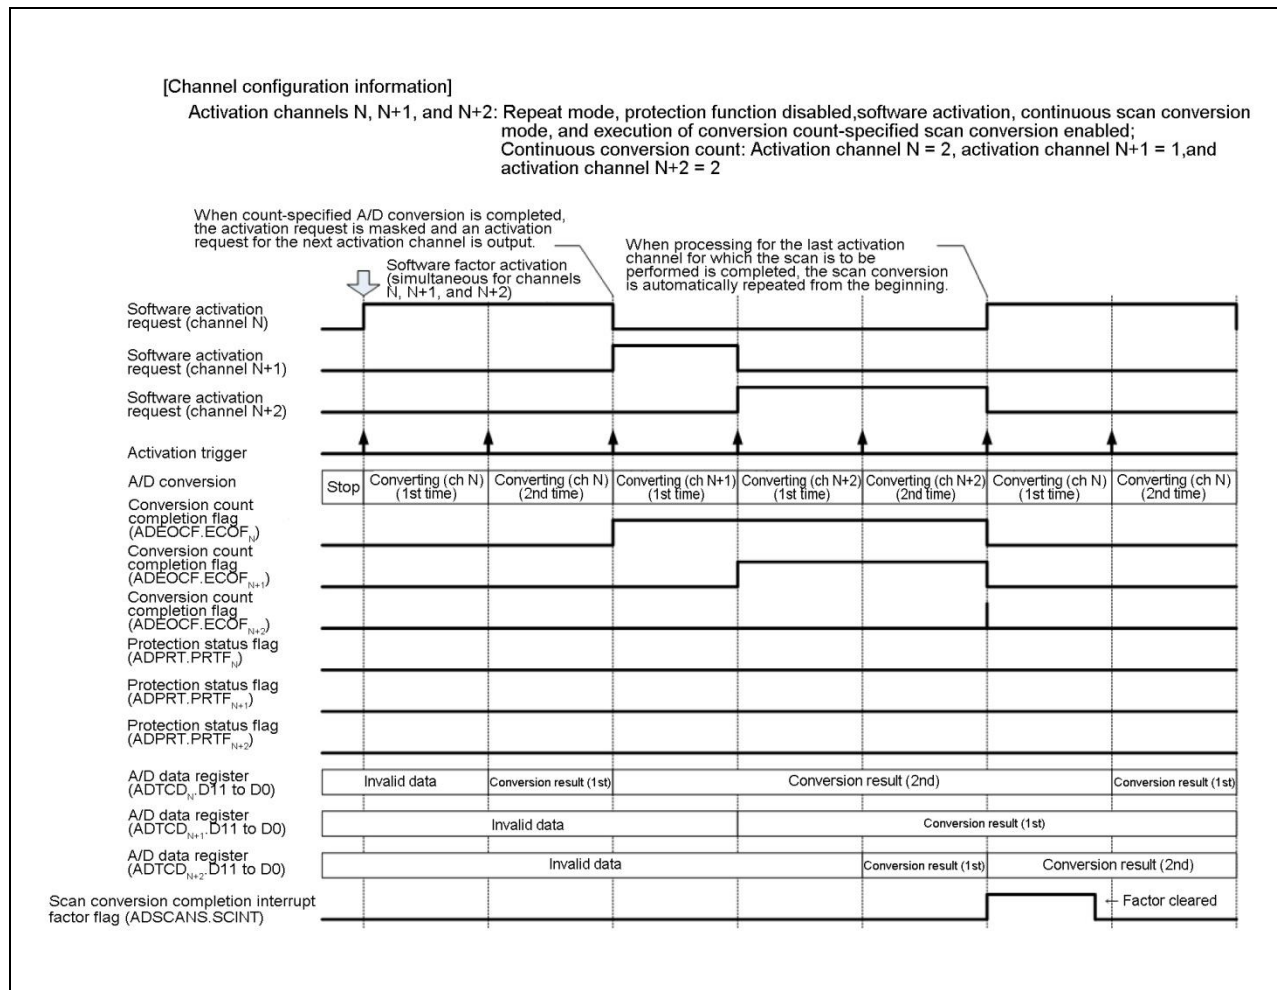 [Channel configuration information]
Activation channels N, N+1, and N+2: Repeat mode, protection function disabled,software activation, continuous scan conversion
mode, and execution of conversion count-specified scan conversion enabled;
Continuous conversion count: Activation channel N = 2, activation channel N+1 = 1,and
activation channel N+2 = 2
When count-specified A/D conversion is completed,
the activation request is masked and an activation
request for the next activation channel is output.
When processing for the last activation
channel for which the scan is to be
performed is completed, the scan conversion
is automatically repeated from the beginning.
Software factor activation
(simultaneous for channels
N, N+1, and N+2)
Software activation
request (channel N)
Software activation
request (channel N+1)
Software activation
request (channel N+2)
Activation trigger
A/D conversion
Stop
Converting (ch N)
(1st time)
Converting (ch N)
(2nd time)
Converting (ch N+1)
(1st time)
Converting (ch N+2)
(1st time)
Converting (ch N+2)
(2nd time)
Converting (ch N)
(1st time)
Converting (ch N)
(2nd time)
Conversion count
completion flag
(ADEOCF.ECOFN)
Conversion count
completion flag
(ADEOCF.ECOFN+1)
Conversion count
completion flag
(ADEOCF.ECOFN+2)
Protection status flag
(ADPRT.PRTFN)
Protection status flag
(ADPRT.PRTFN+1)
Protection status flag
(ADPRT.PRTFN+2)
A/D data register
(ADTCDN.D11 to D0)
Invalid data
Conversion result (1st)
Conversion result (2nd)
Conversion result (1st)
A/D data register
(ADTCDN+1.D11 to D0)
Invalid data
Conversion result (1st)
A/D data register
(ADTCDN+2.D11 to D0)
Invalid data
Conversion result (1st)
Conversion result (2nd)
Scan conversion completion interrupt
factor flag (ADSCANS.SCINT)
← Factor cleared